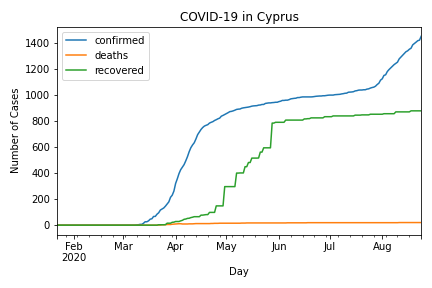 COVID-19 in Cyprus
confirmed
deaths
recovered
1400
1200
1000
800
600
400
200
0
Number of Cases
Feb Mar Apr May Jun Jul Aug
2020
Day